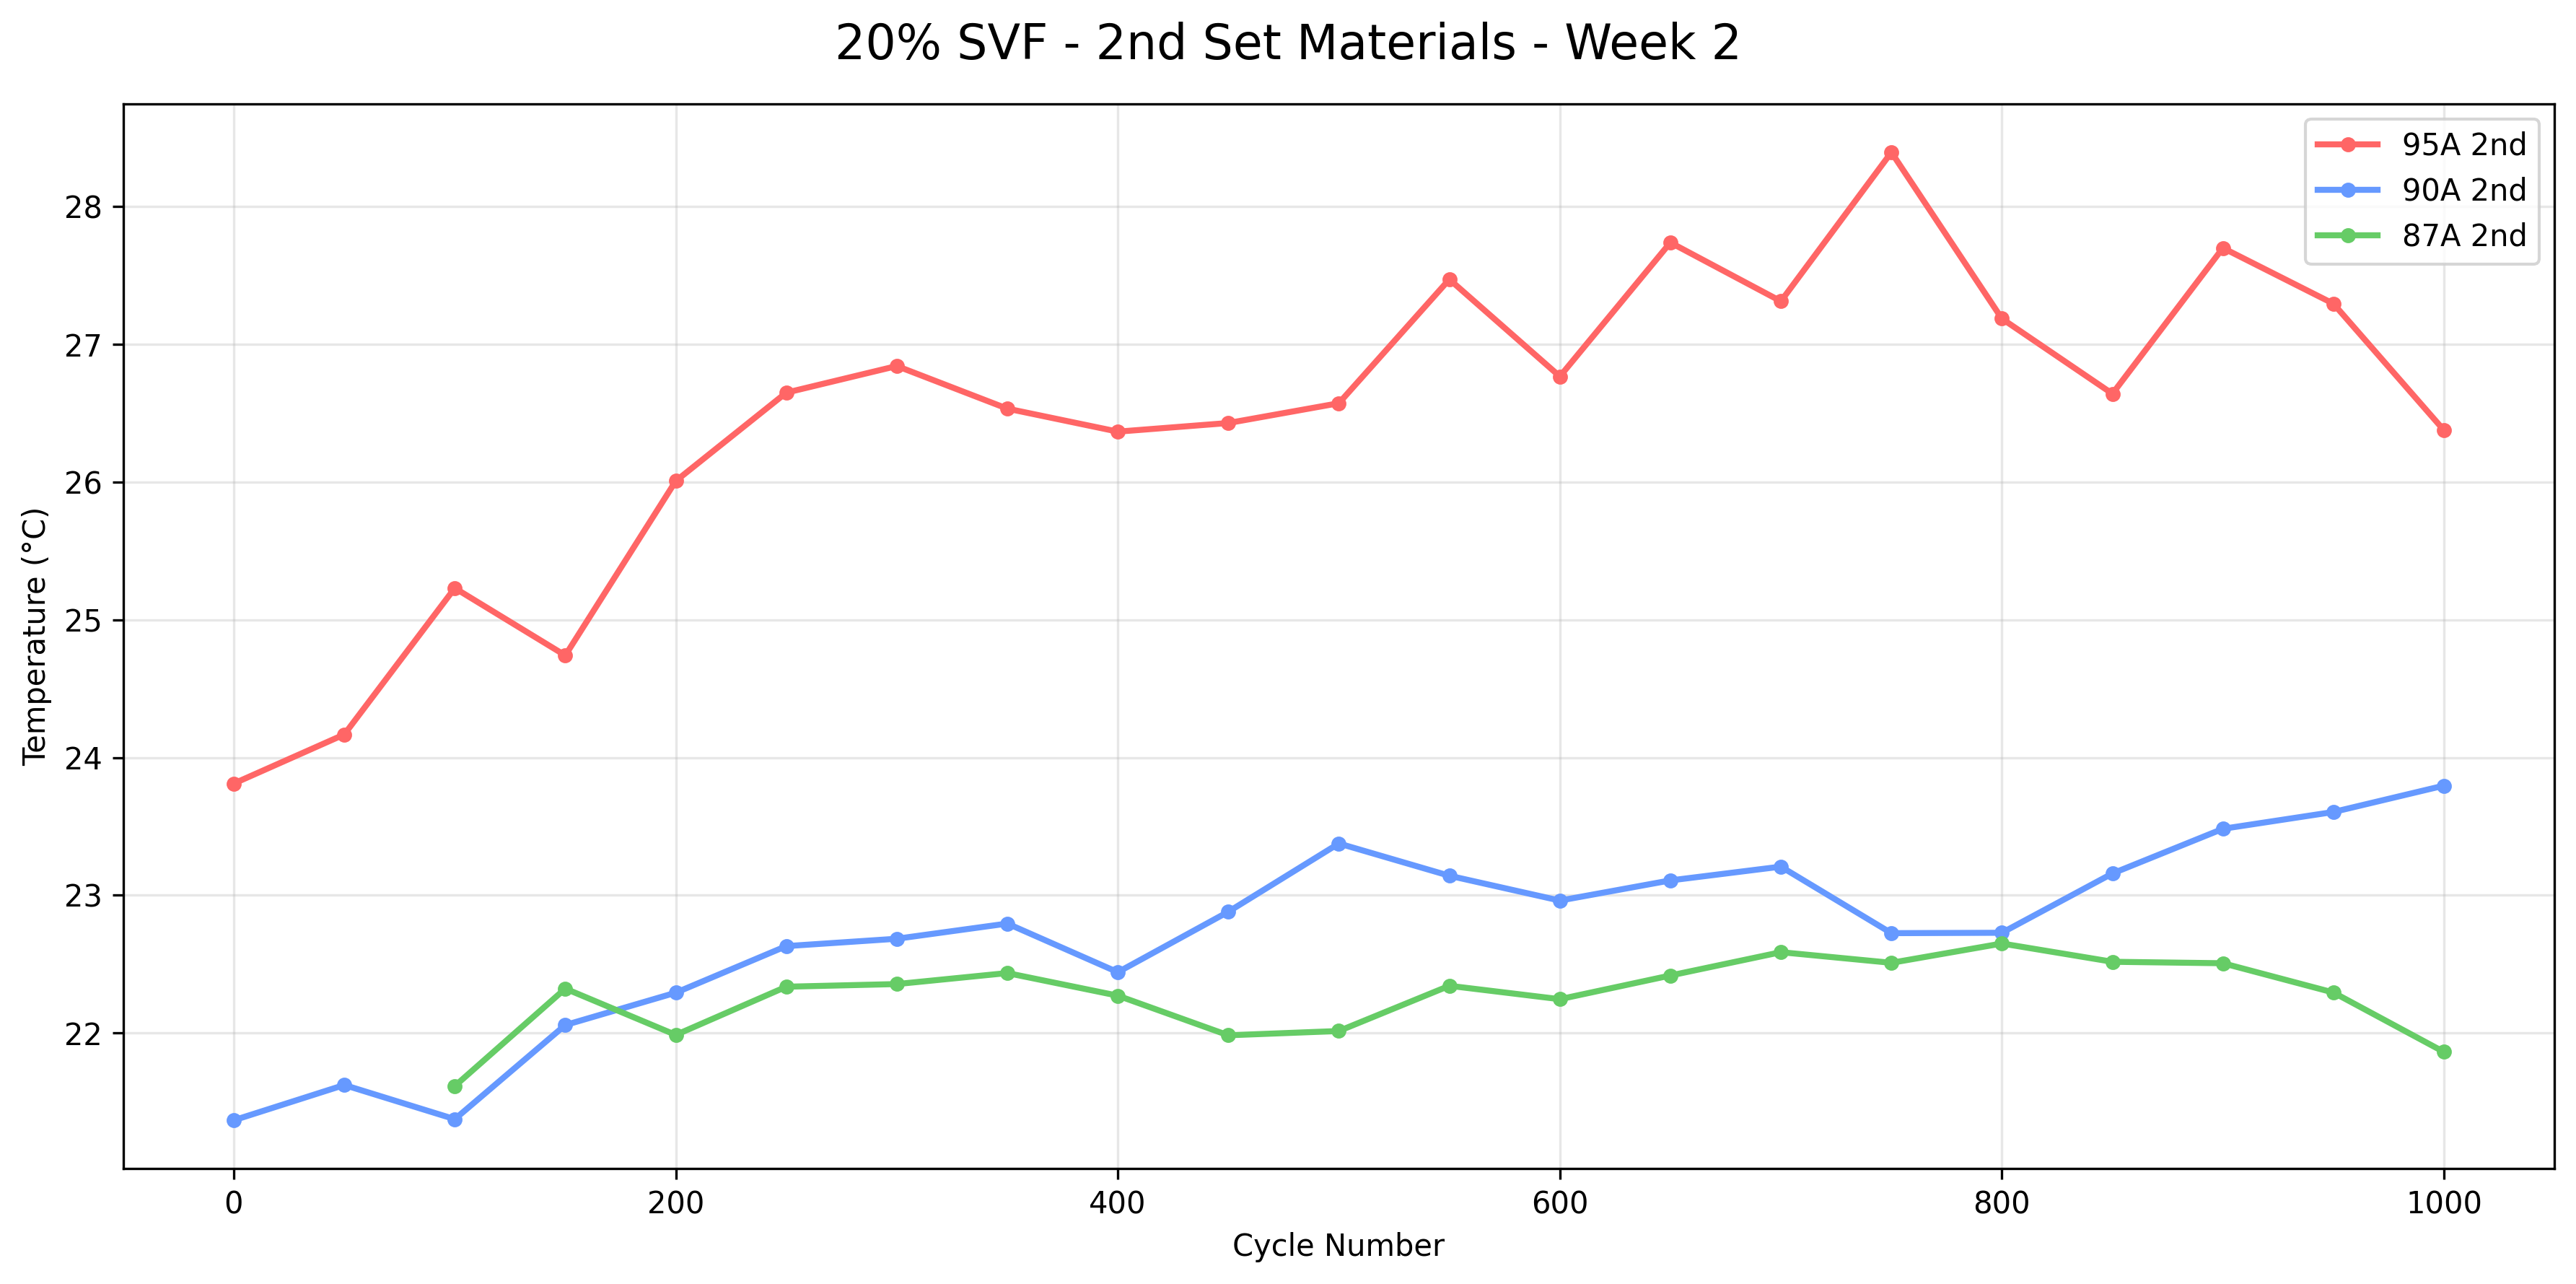 20% SVF - 2nd Set Materials - Week 2
95A 2nd
90A 2nd
87A 2nd
Temperature (°C)
28
27
26
25
24
23
22
0 200 400 600 800 1000
Cycle Number